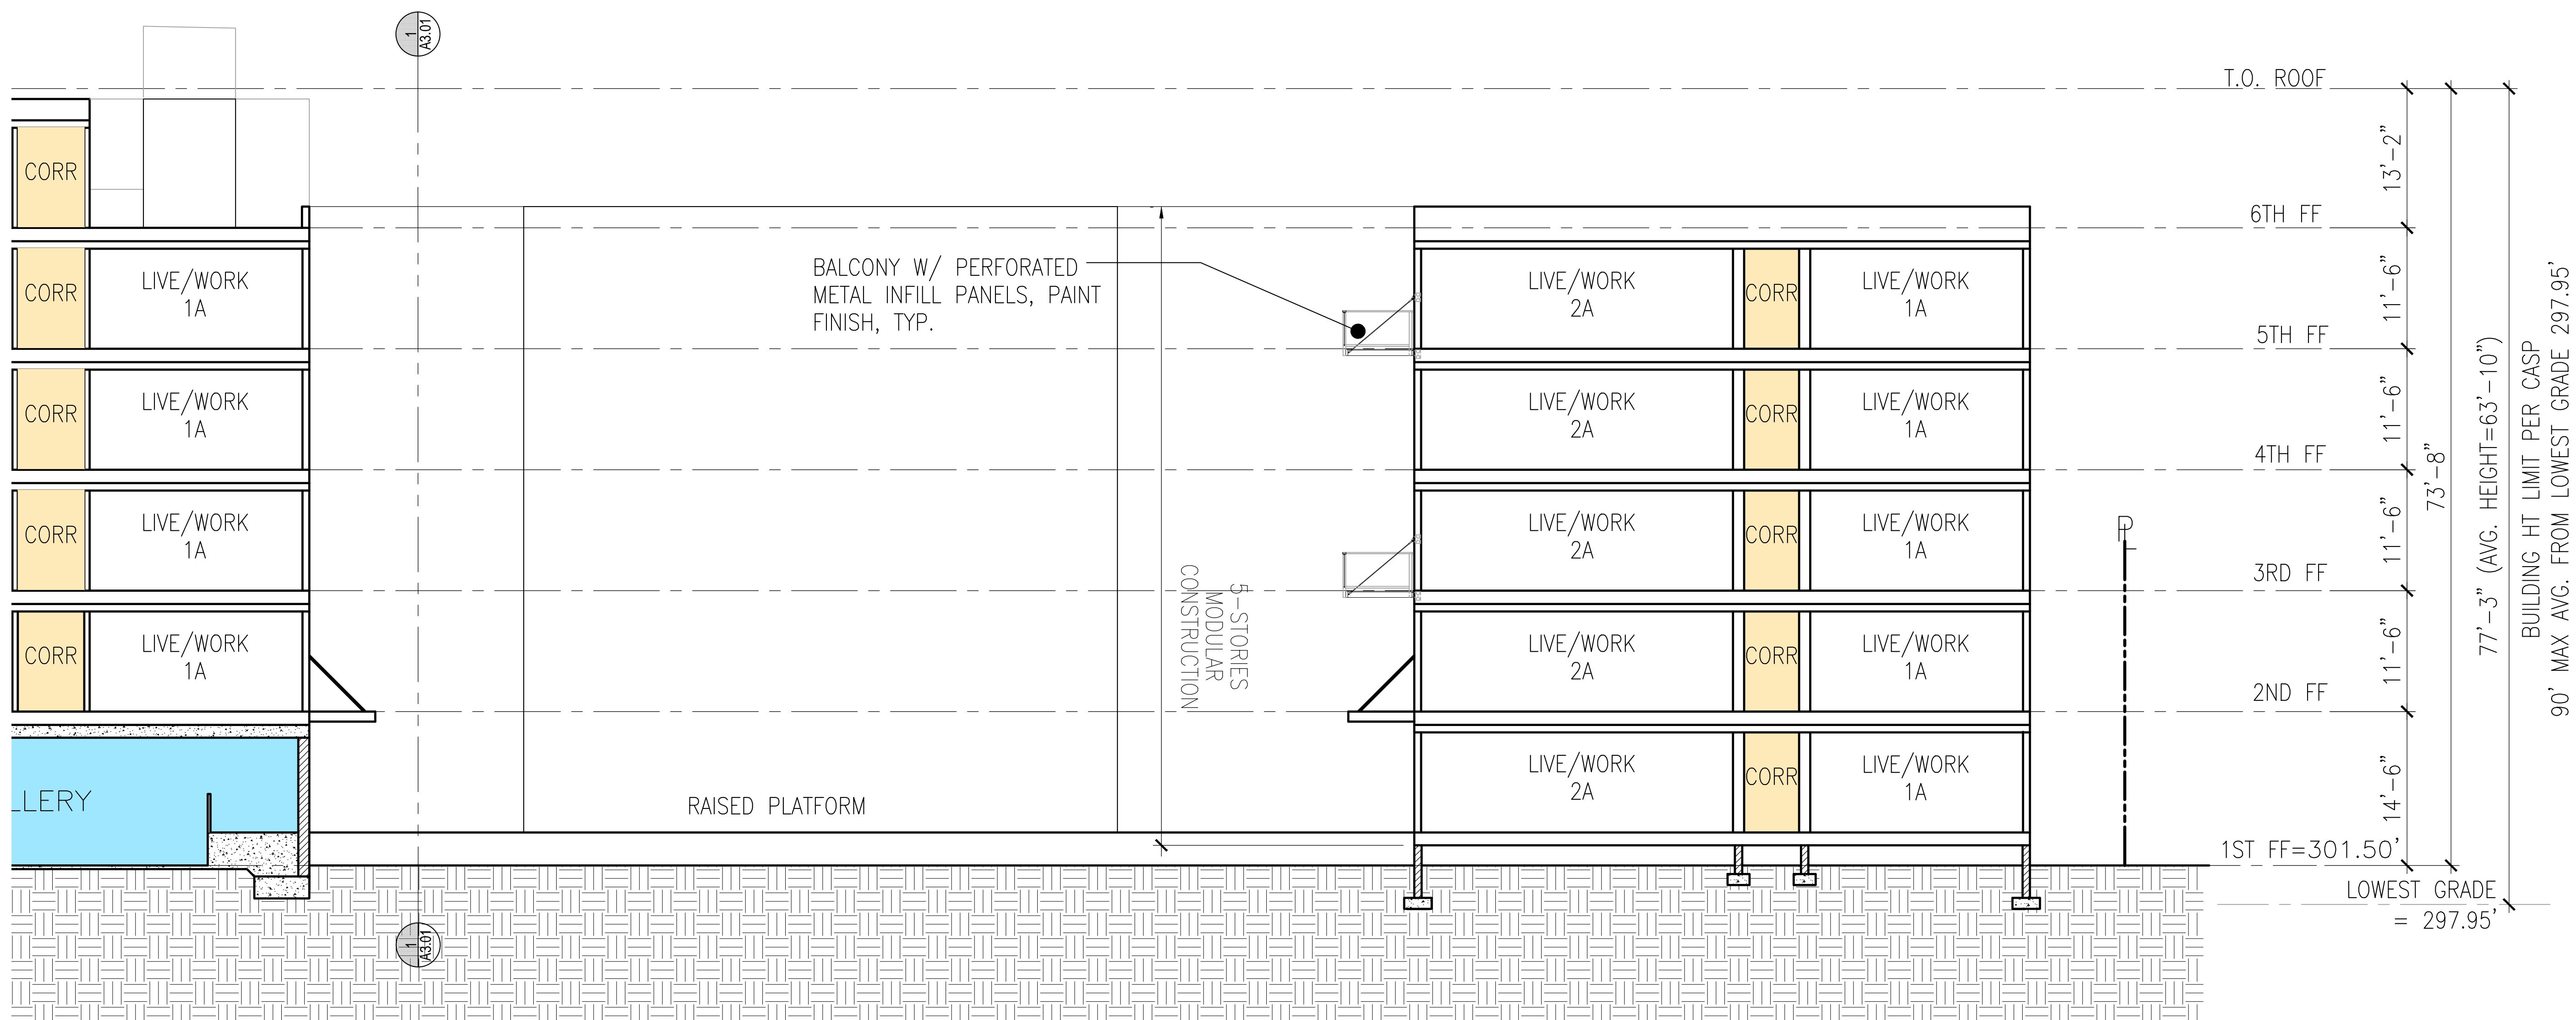 1
A3.01
T.O. ROOF
13'-2"
CORR
6TH FF
CORR
LIVE/WORK
1A
BALCONY W/ PERFORATED
METAL INFILL PANELS, PAINT
FINISH, TYP.
LIVE/WORK
2A
CORR
LIVE/WORK
1A
11'-6"
5TH FF
CORR
LIVE/WORK
1A
LIVE/WORK
2A
CORR
LIVE/WORK
1A
11'-6"
4TH FF
CORR
LIVE/WORK
1A
LIVE/WORK
2A
CORR
LIVE/WORK
1A
11'-6"
3RD FF
CORR
LIVE/WORK
1A
5-STORIES
MODULAR
CONSTRUCTION
LIVE/WORK
2A
CORR
LIVE/WORK
1A
11'-6"
2ND FF
LLERY
RAISED PLATFORM
LIVE/WORK
2A
CORR
LIVE/WORK
1A
14'-6"
1ST FF=301.50'
PL
73'-8"
77'-3" (AVG. HEIGHT=63'-10")
BUILDING HT LIMIT PER CASP
90' MAX AVG. FROM LOWEST GRADE 297.95'
LOWEST GRADE
= 297.95'
1
A3.01